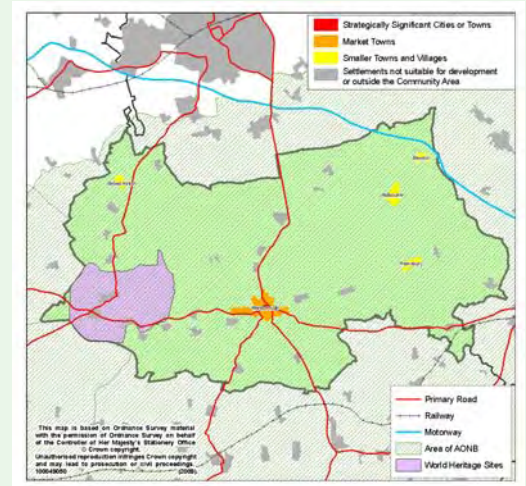 Strategically Significant Cities or Towns
Market Towns
Smaller Towns and Villages
Settlements not suitable for development
or outside the Community Area
Primary Road
Railway
Motorway
Area of AONB
World Heritage Sites
This map is based on Ordnance Survey material
with the permission of Ordnance Survey on behalf
of the Controller of Her Majesty's Stationery Office
© Crown copyright.
Unauthorised reproduction infringes Crown copyright
and may lead to prosecution or civil proceedings.
100049050 (2009)